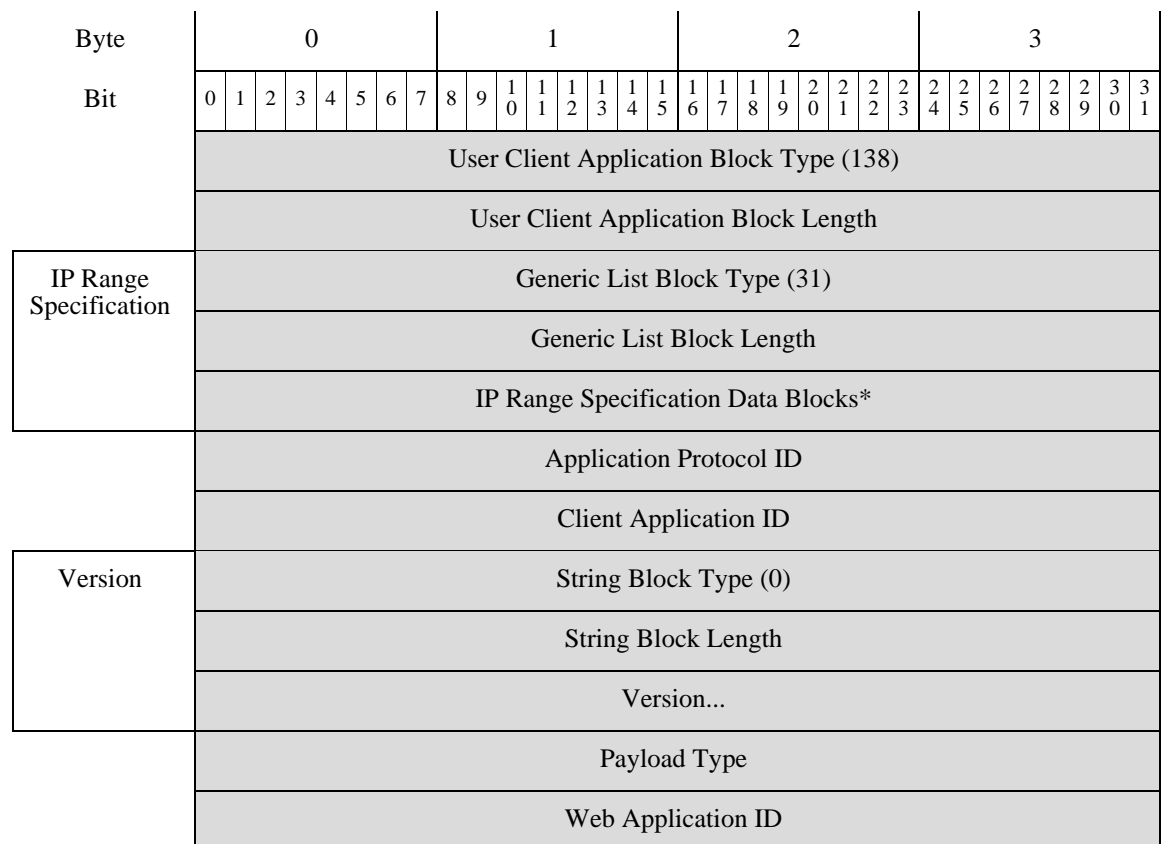 Byte 0 1 2 3
Bit 0 1 2 3 4 5 6 7 8 9 10 11 12 13 14 15 16 17 18 19 20 21 22 23 24 25 26 27 28 29 30 31
User Client Application Block Type (138)
User Client Application Block Length
IP Range
Specification
Generic List Block Type (31)
Generic List Block Length
IP Range Specification Data Blocks*
Application Protocol ID
Client Application ID
Version
String Block Type (0)
String Block Length
Version...
Payload Type
Web Application ID